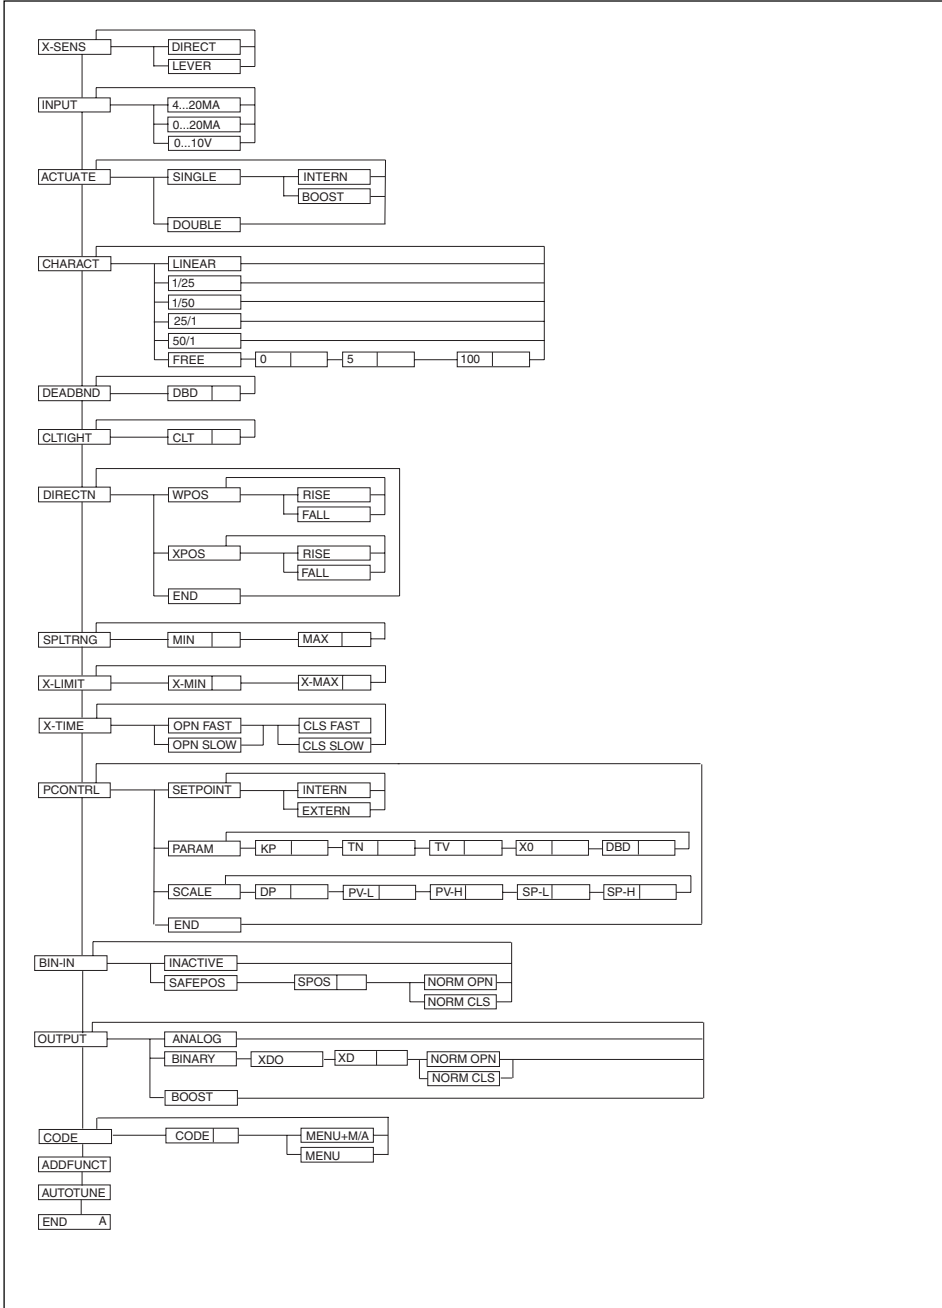 X-SENS DIRECT
LEVER
INPUT 4...20MA
0...20MA
0...10V
ACTUATE SINGLE INTERN
BOOST
DOUBLE
CHARACT LINEAR
1/25
1/50
25/1
50/1
FREE 0 5 100
DEADBND DBD
CLTIGHT CLT
DIRECTN WPOS RISE
FALL
XPOS RISE
FALL
END
SPLTRNG MIN MAX
X-LIMIT X-MIN X-MAX
X-TIME OPN FAST CLS FAST
OPN SLOW CLS SLOW
PCONTRL SETPOINT INTERN
EXTERN
PARAM KP TN TV X0 DBD
SCALE DP PV-L PV-H SP-L SP-H
END
BIN-IN INACTIVE
SAFEPOS SPOS NORM OPN
NORM CLS
OUTPUT ANALOG
BINARY XDO XD NORM OPN
NORM CLS
BOOST
CODE CODE MENU+M/A
MENU
ADDFUNCT
AUTOTUNE
END A